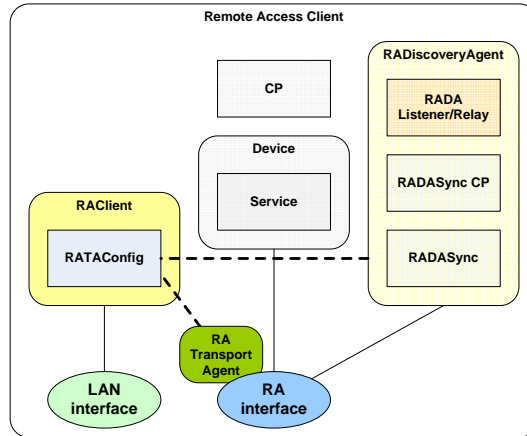 Remote Access Client
RADiscoveryAgent
CP
RADA
Listener/Relay
Device
Service
RADASync CP
RAClient
RATAConfig
RADASync
RA
Transport
Agent
LAN
interface
RA
interface